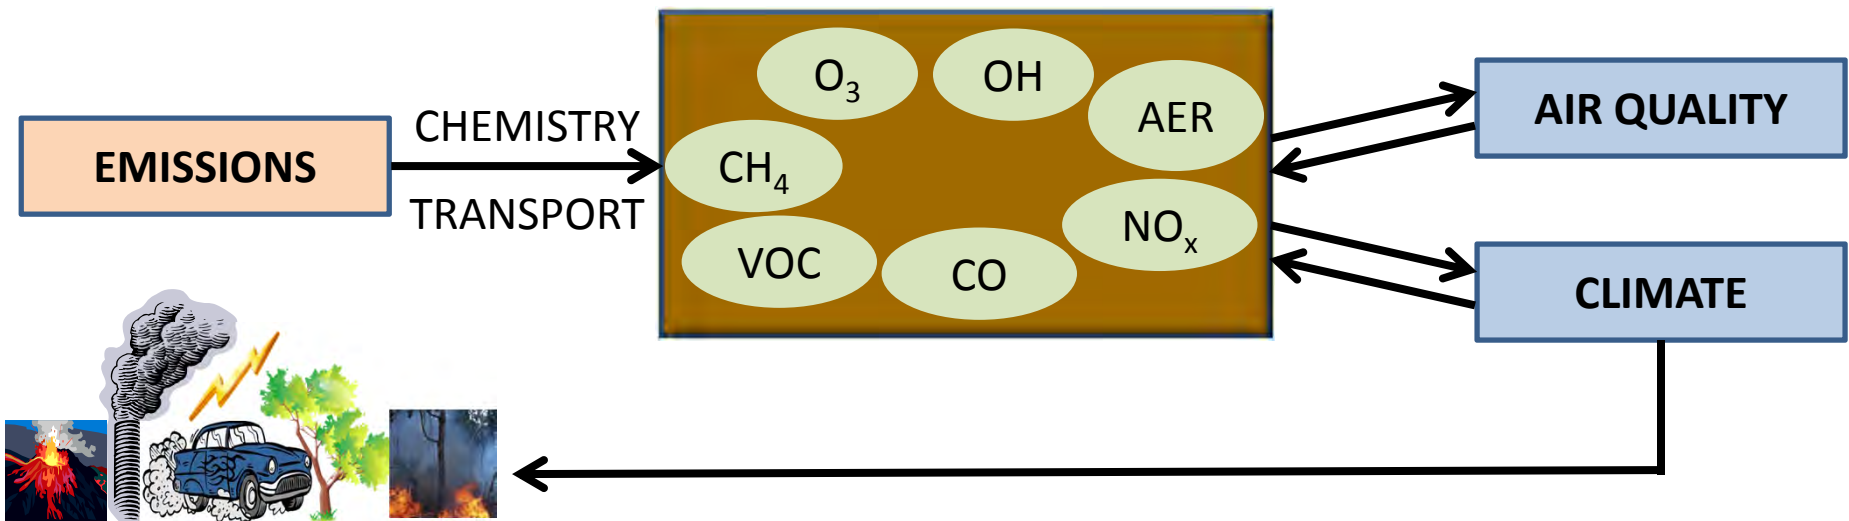 EMISSIONS
CHEMISTRY
TRANSPORT
O₃
OH
AER
CH₄
NOₓ
VOC
CO
AIR QUALITY
CLIMATE